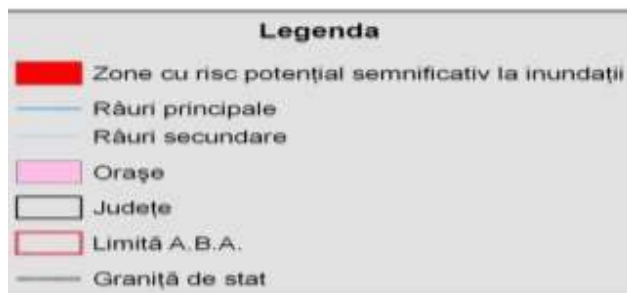 Legenda
Zone cu risc potențial semnificativ la inundații
Râuri principale
Râuri secundare
Orașe
Județe
Limită A.B.A.
Graniță de stat